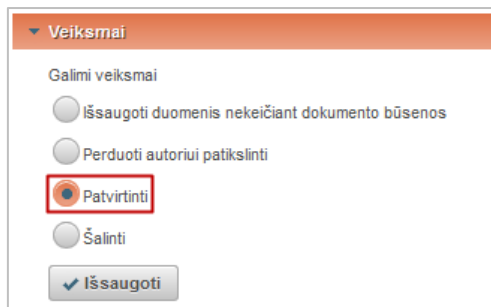 Veiksmai
Galimi veiksmai
Išsaugoti duomenis nekeičiant dokumento būsenos
Perduoti autoriui patikslinti
Patvirtinti
Šalinti
Išsaugoti